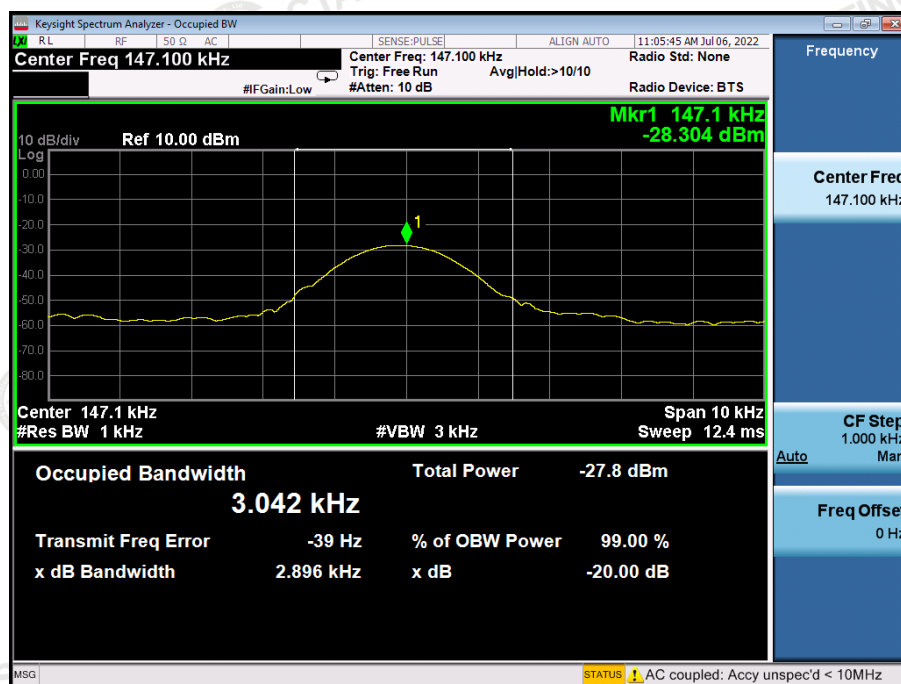 Keysight Spectrum Analyzer - Occupied BW
LXI RL RF 50 Ω AC SENSE:PULSE ALIGN AUTO 11:05:45 AM Jul 06, 2022
Center Freq 147.100 kHz
Center Freq: 147.100 kHz Radio Std: None
Trig: Free Run Avg|Hold:>10/10
#IFGain:Low #Atten: 10 dB Radio Device: BTS
Frequency
Mkr1 147.1 kHz
10 dB/div Ref 10.00 dBm -28.304 dBm
Log
0.00
-10.0
-20.0
1
-30.0
-40.0
-50.0
-60.0
-70.0
-80.0
Center 147.1 kHz Span 10 kHz
#Res BW 1 kHz #VBW 3 kHz Sweep 12.4 ms
Occupied Bandwidth Total Power -27.8 dBm
3.042 kHz
Transmit Freq Error -39 Hz % of OBW Power 99.00 %
x dB Bandwidth 2.896 kHz x dB -20.00 dB
Center Freq
147.100 kHz
CF Step
1.000 kHz
Auto Man
Freq Offset
0 Hz
MSG STATUS AC coupled: Accy unspec'd < 10MHz